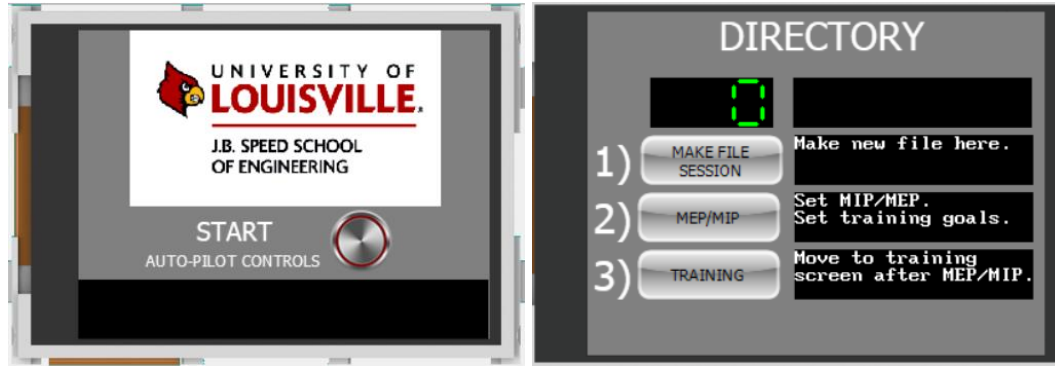 UNIVERSITY OF
LOUISVILLE.
J.B. SPEED SCHOOL
OF ENGINEERING
START
AUTO-PILOT CONTROLS
DIRECTORY
0
1) MAKE FILE
SESSION
Make new file here.
2) MEP/MIP
Set MIP/MEP.
Set training goals.
3) TRAINING
Move to training
screen after MEP/MIP.